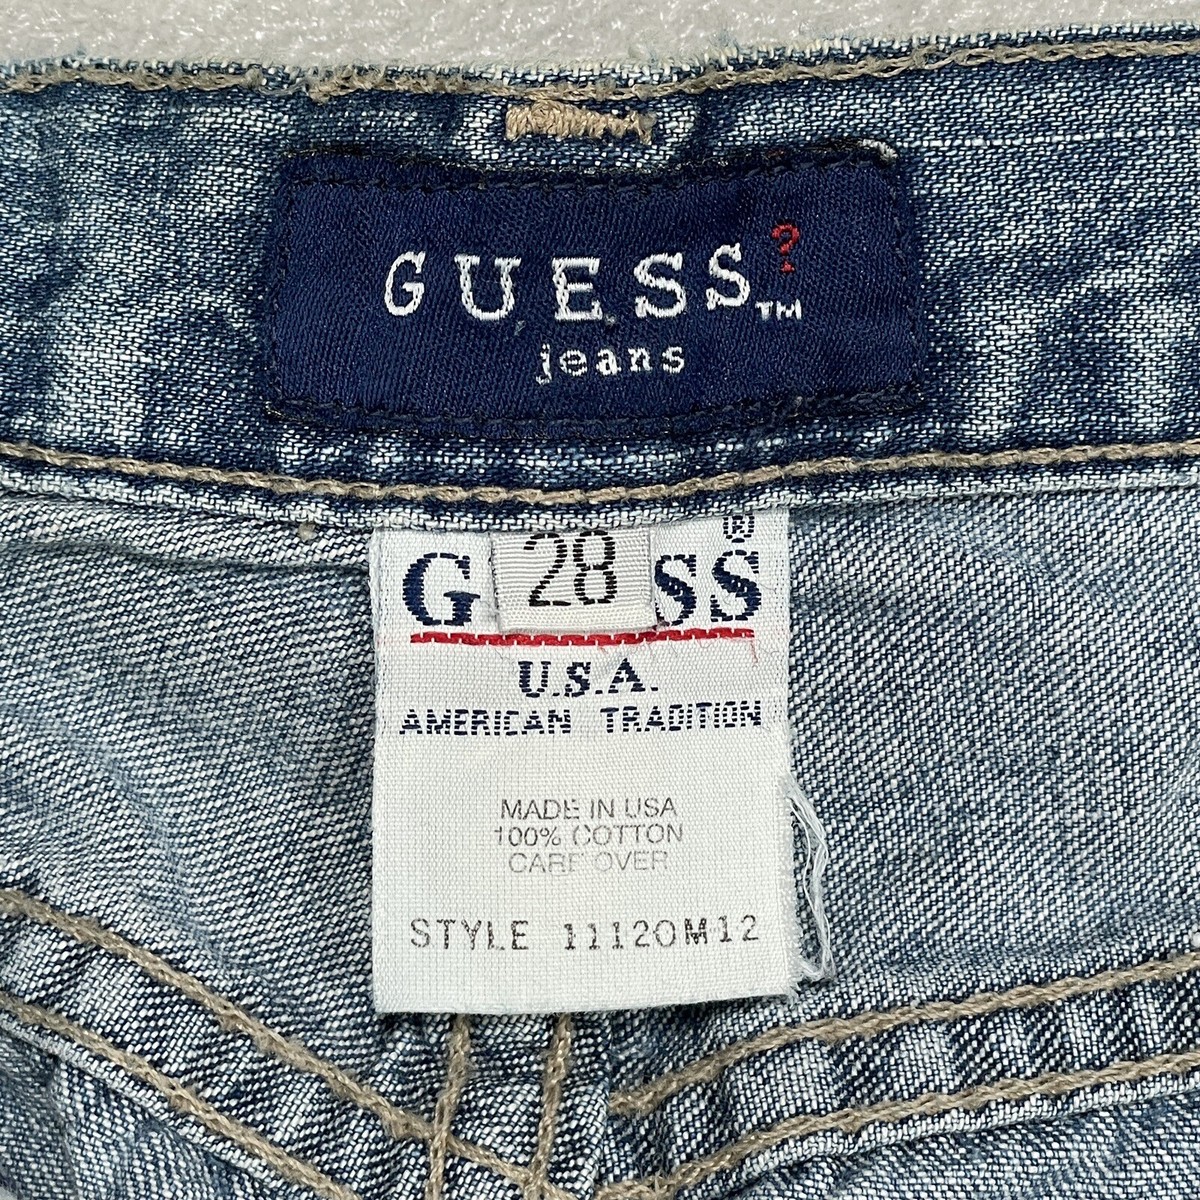 GUESS?™
jeans
G 28 SS®
U.S.A.
AMERICAN TRADITION
MADE IN USA
100% COTTON
CARE OVER
STYLE 11120M12